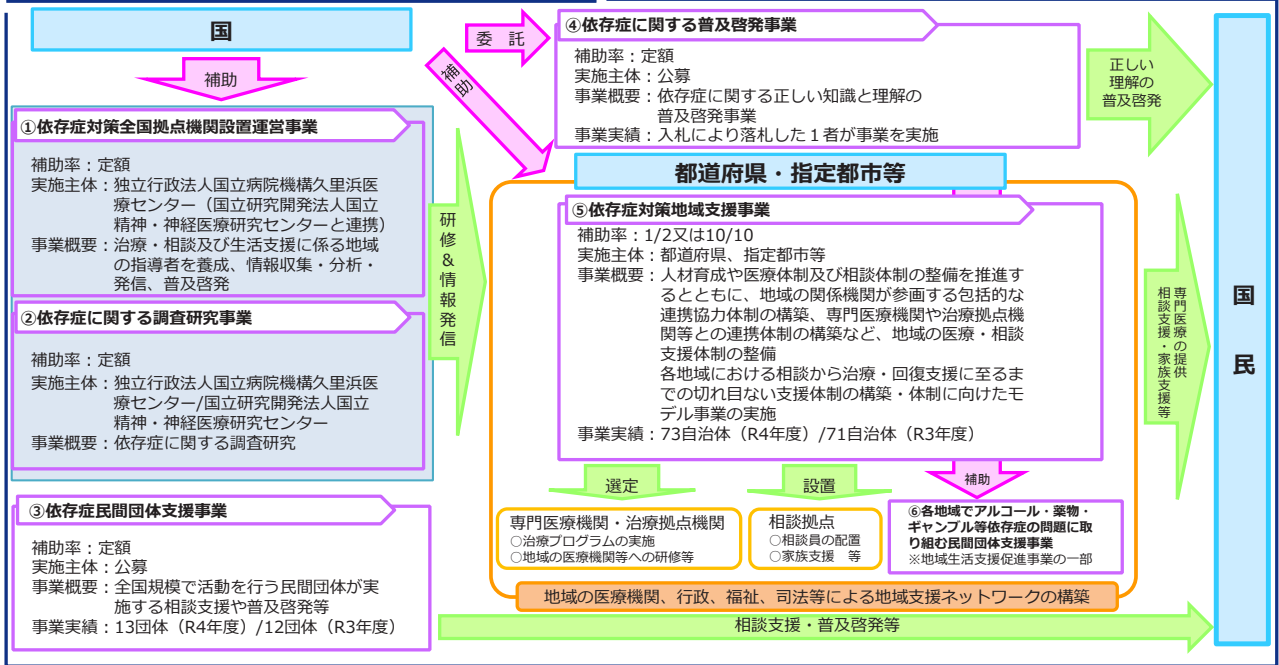 国
補助
委 託
補助
①依存症対策全国拠点機関設置運営事業
補助率：定額
実施主体：独立行政法人国立病院機構久里浜医
療センター（国立研究開発法人国立
精神・神経医療研究センターと連携）
事業概要：治療・相談及び生活支援に係る地域
の指導者を養成、情報収集・分析・
発信、普及啓発
②依存症に関する調査研究事業
補助率：定額
実施主体：独立行政法人国立病院機構久里浜医
療センター/国立研究開発法人国立
精神・神経医療研究センター
事業概要：依存症に関する調査研究
③依存症民間団体支援事業
補助率：定額
実施主体：公募
事業概要：全国規模で活動を行う民間団体が実
施する相談支援や普及啓発等
事業実績：13団体（R4年度）/12団体（R3年度）
研修&情報発信
④依存症に関する普及啓発事業
補助率：定額
実施主体：公募
事業概要：依存症に関する正しい知識と理解の
普及啓発事業
事業実績：入札により落札した１者が事業を実施
正しい
理解の
普及啓発
都道府県・指定都市等
⑤依存症対策地域支援事業
補助率：1/2又は10/10
実施主体：都道府県、指定都市等
事業概要：人材育成や医療体制及び相談体制の整備を推進す
るとともに、地域の関係機関が参画する包括的な
連携協力体制の構築、専門医療機関や治療拠点機
関等との連携体制の構築など、地域の医療・相談
支援体制の整備
各地域における相談から治療・回復支援に至るま
での切れ目ない支援体制の構築・体制に向けたモ
デル事業の実施
事業実績：73自治体（R4年度）/71自治体（R3年度）
選定
設置
補助
専門医療機関・治療拠点機関
○治療プログラムの実施
○地域の医療機関等への研修等
相談拠点
○相談員の配置
○家族支援 等
⑥各地域でアルコール・薬物・
ギャンブル等依存症の問題に取
り組む民間団体支援事業
※地域生活支援促進事業の一部
地域の医療機関、行政、福祉、司法等による地域支援ネットワークの構築
相談支援・普及啓発等
専門医療の提供
相談支援・家族支援等
国民